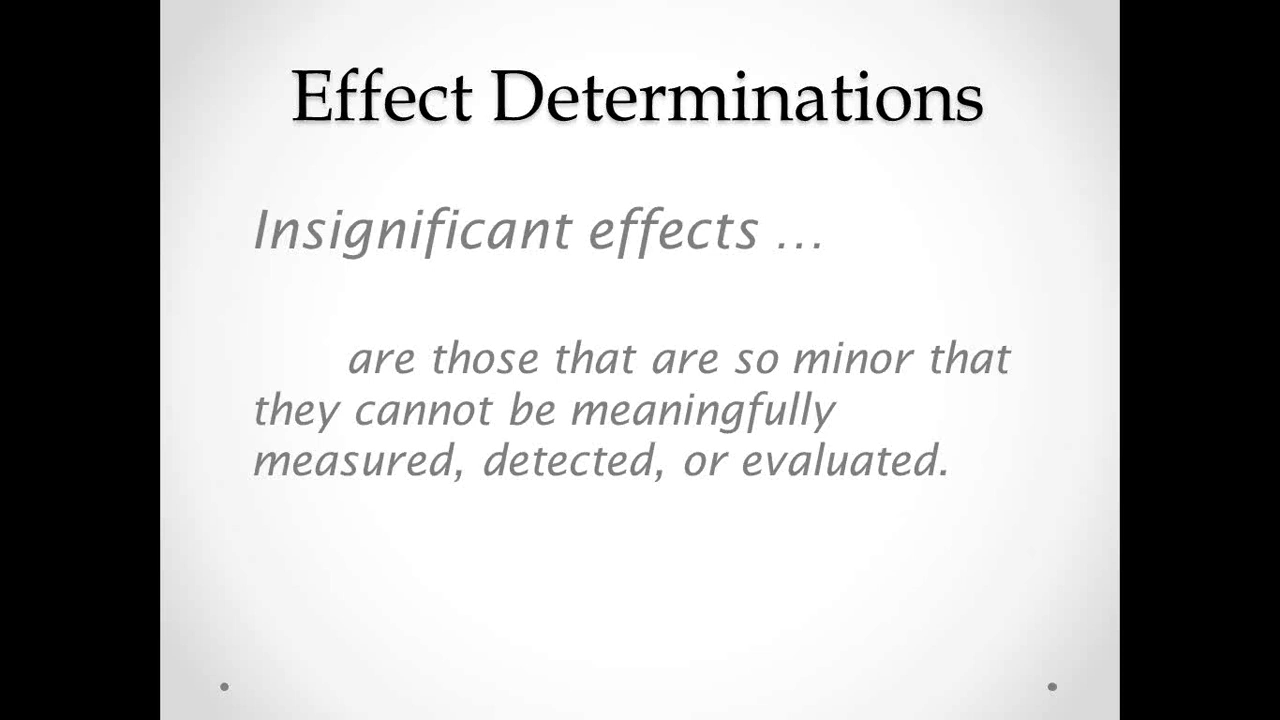 Effect Determinations
Insignificant effects …
are those that are so minor that
they cannot be meaningfully
measured, detected, or evaluated.